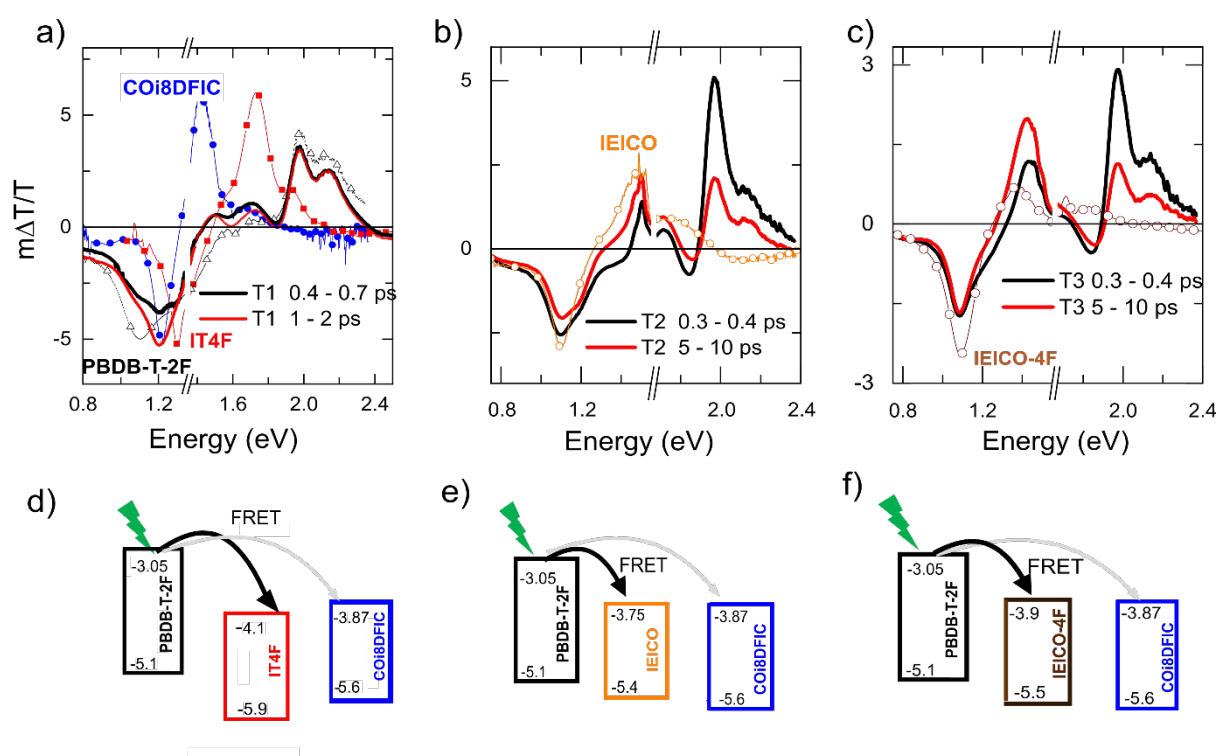 a)
COi8DFIC
mΔT/T
5
0
-5
T1 0.4 - 0.7 ps
T1 1 - 2 ps
IT4F
PBDB-T-2F
0.8 1.2 1.6 2.0 2.4
Energy (eV)
b)
5
0
IEICO
T2 0.3 - 0.4 ps
T2 5 - 10 ps
0.8 1.2 2.0 2.4
Energy (eV)
c)
3
0
-3
T3 0.3 - 0.4 ps
T3 5 - 10 ps
IEICO-4F
0.8 1.2 2.0 2.4
Energy (eV)
d)
FRET
-3.05
PBDB-T-2F
-5.1
-4.1
IT4F
-5.9
-3.87
COi8DFIC
-5.6
e)
FRET
-3.05
PBDB-T-2F
-5.1
-3.75
IEICO
-5.4
-3.87
COi8DFIC
-5.6
f)
FRET
-3.05
PBDB-T-2F
-5.1
-3.9
IEICO-4F
-5.5
-3.87
COi8DFIC
-5.6